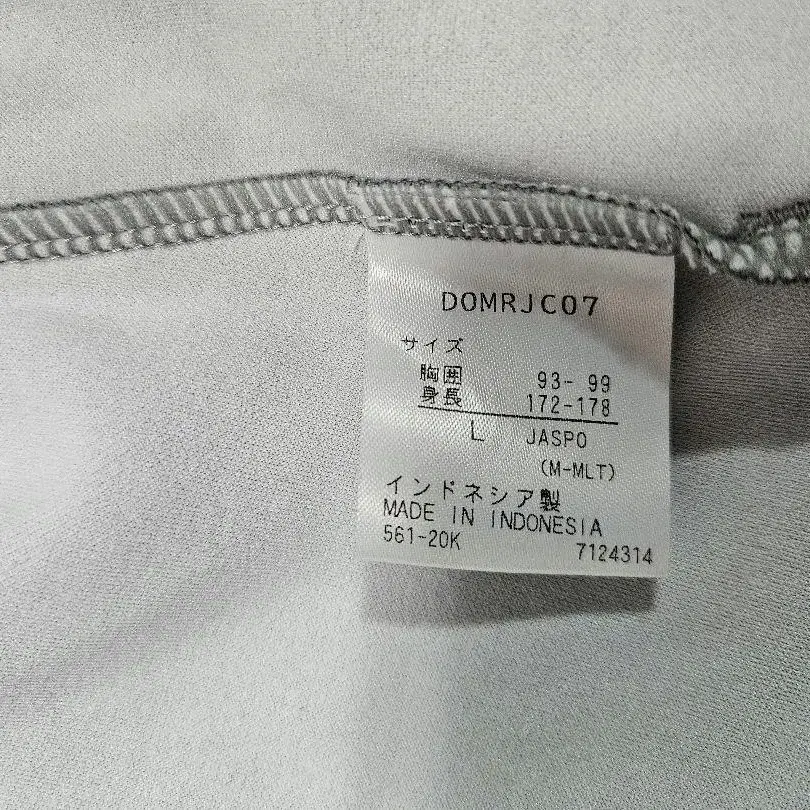 DOMRJC07
サイズ
胸囲 93- 99
身長 172-178
L JASPO
(M-MLT)
インドネシア製
MADE IN INDONESIA
561-20K 7124314